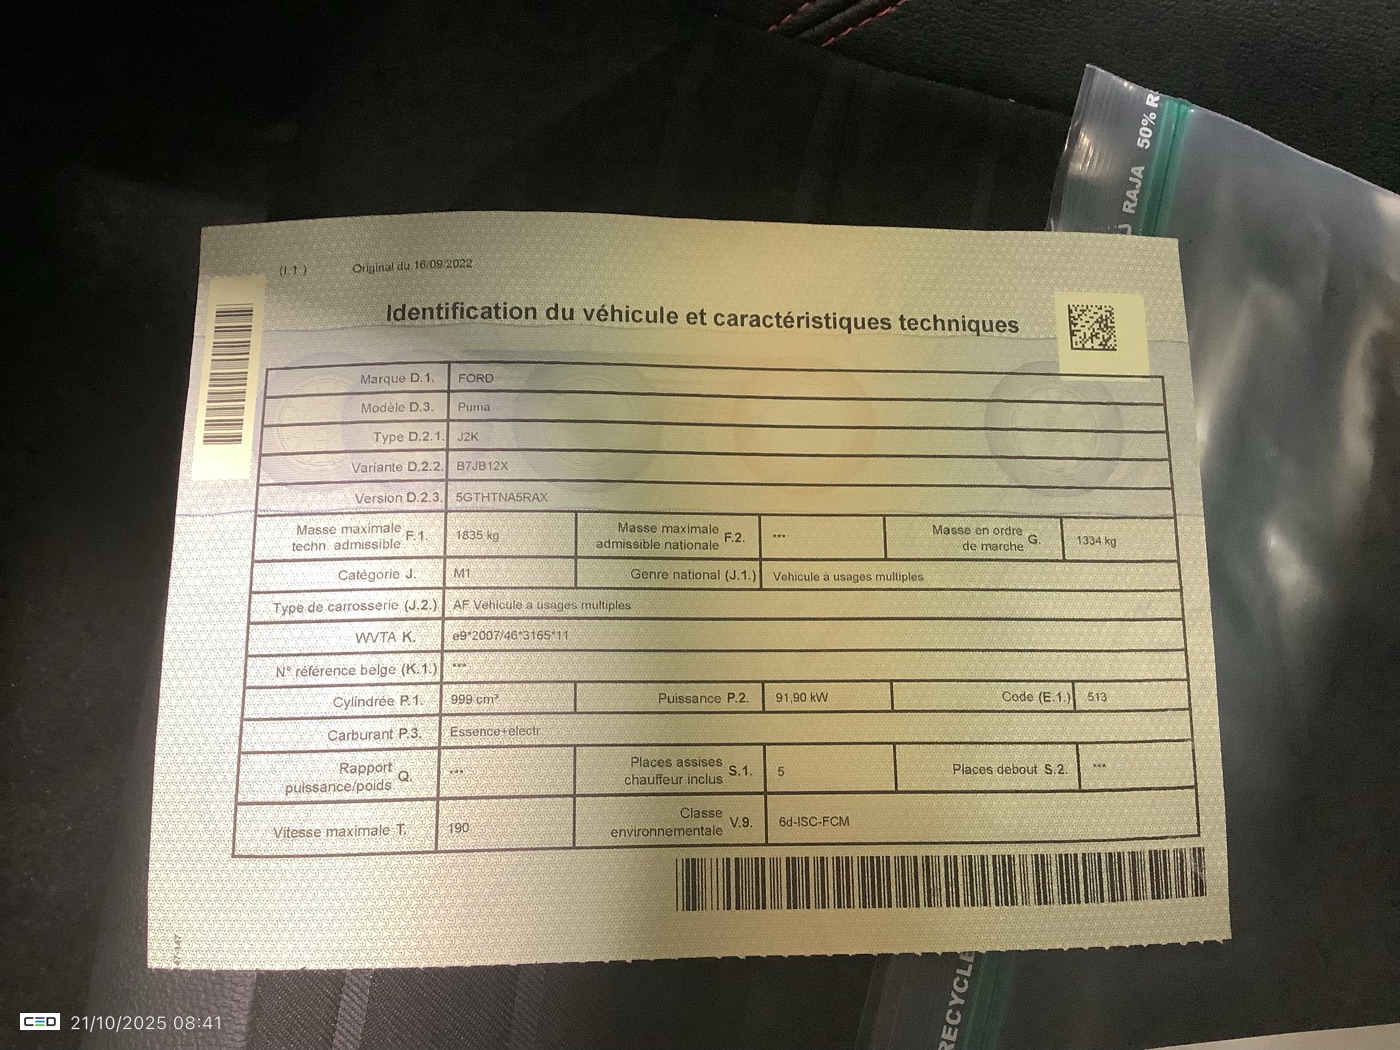 50% R
RAJA
(I.1) Original du 16/09/2022
Identification du véhicule et caractéristiques techniques
Marque D.1. FORD
Modèle D.3. Puma
Type D.2.1. J2K
Variante D.2.2. B7JB12X
Version D.2.3. 5GTHTNA5RAX
Masse maximale techn. admissible F.1. 1835 kg Masse maximale admissible nationale F.2. *** Masse en ordre de marche G. 1334 kg
Catégorie J. M1 Genre national (J.1.) Vehicule à usages multiples
Type de carrosserie (J.2.) AF Vehicule a usages multiples
WVTA K. e9*2007/46*3165*11
N° référence belge (K.1.) ***
Cylindrée P.1. 999 cm³ Puissance P.2. 91,90 kW Code (E.1.) 513
Carburant P.3. Essence+electr.
Rapport puissance/poids Q. *** Places assises chauffeur inclus S.1. 5 Places debout S.2. ***
Vitesse maximale T. 190 Classe environnementale V.9. 6d-ISC-FCM
RECYCLE
CED 21/10/2025 08:41